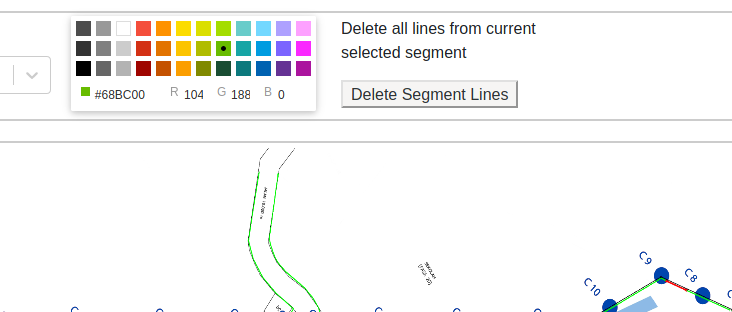 Delete all lines from current
selected segment
#68BC00 R 104 G 188 B 0
Delete Segment Lines
C9
C8
C10